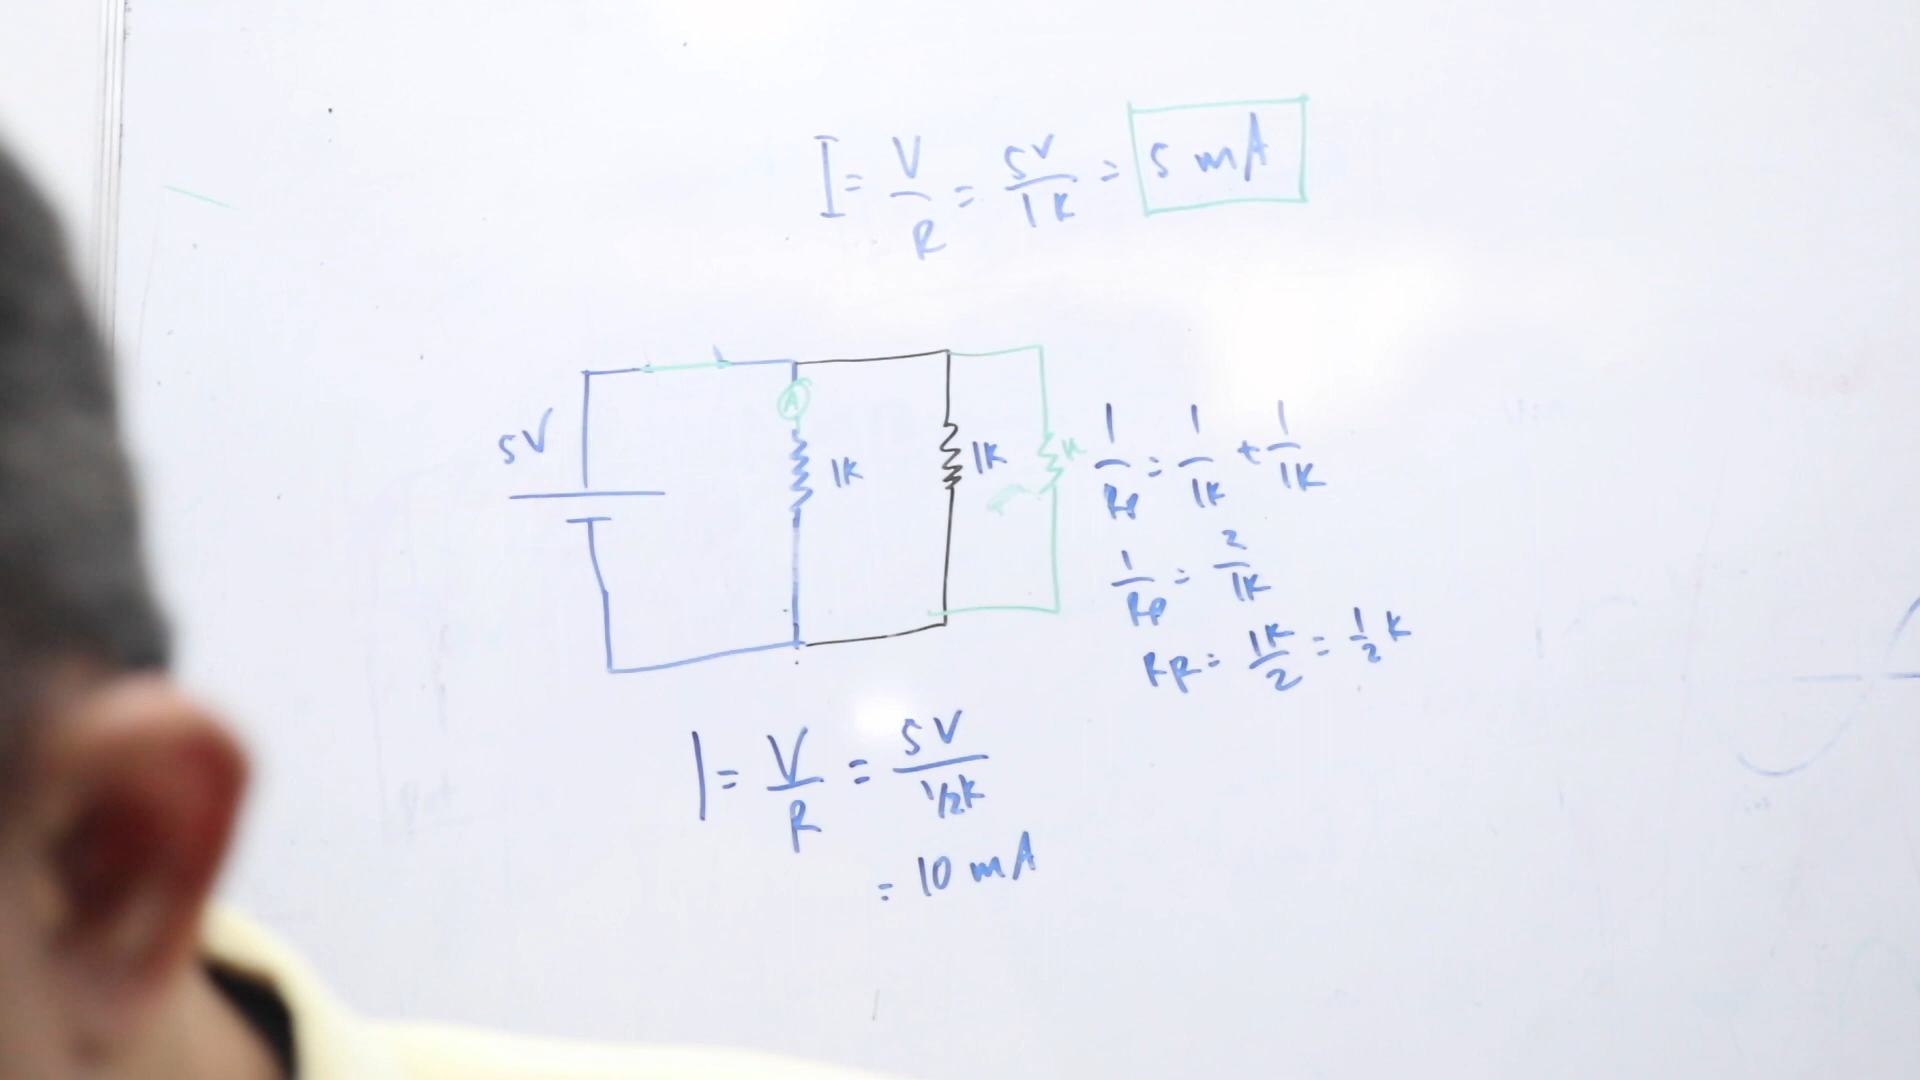 I = V/R = 5V/1K = 5 mA
5V
A
1K
1K
1/Rp = 1/1K + 1/1K
1/Rp = 2/1K
Rp = 1K/2 = 1/2 K
I = V/R = 5V/½K
= 10 mA